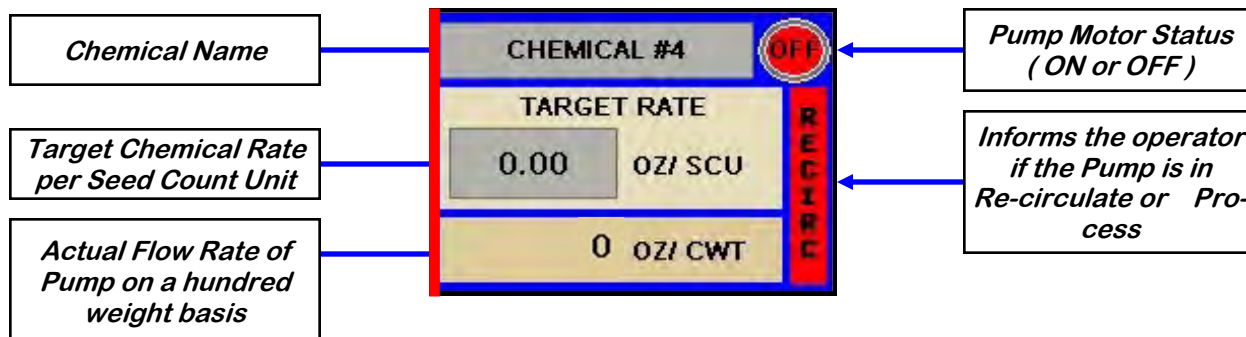 Chemical Name
Target Chemical Rate
per Seed Count Unit
Actual Flow Rate of
Pump on a hundred
weight basis
CHEMICAL #4
OFF
TARGET RATE
0.00 OZ/ SCU
0 OZ/ CWT
RECIRC
Pump Motor Status
( ON or OFF )
Informs the operator
if the Pump is in
Re-circulate or Pro-
cess